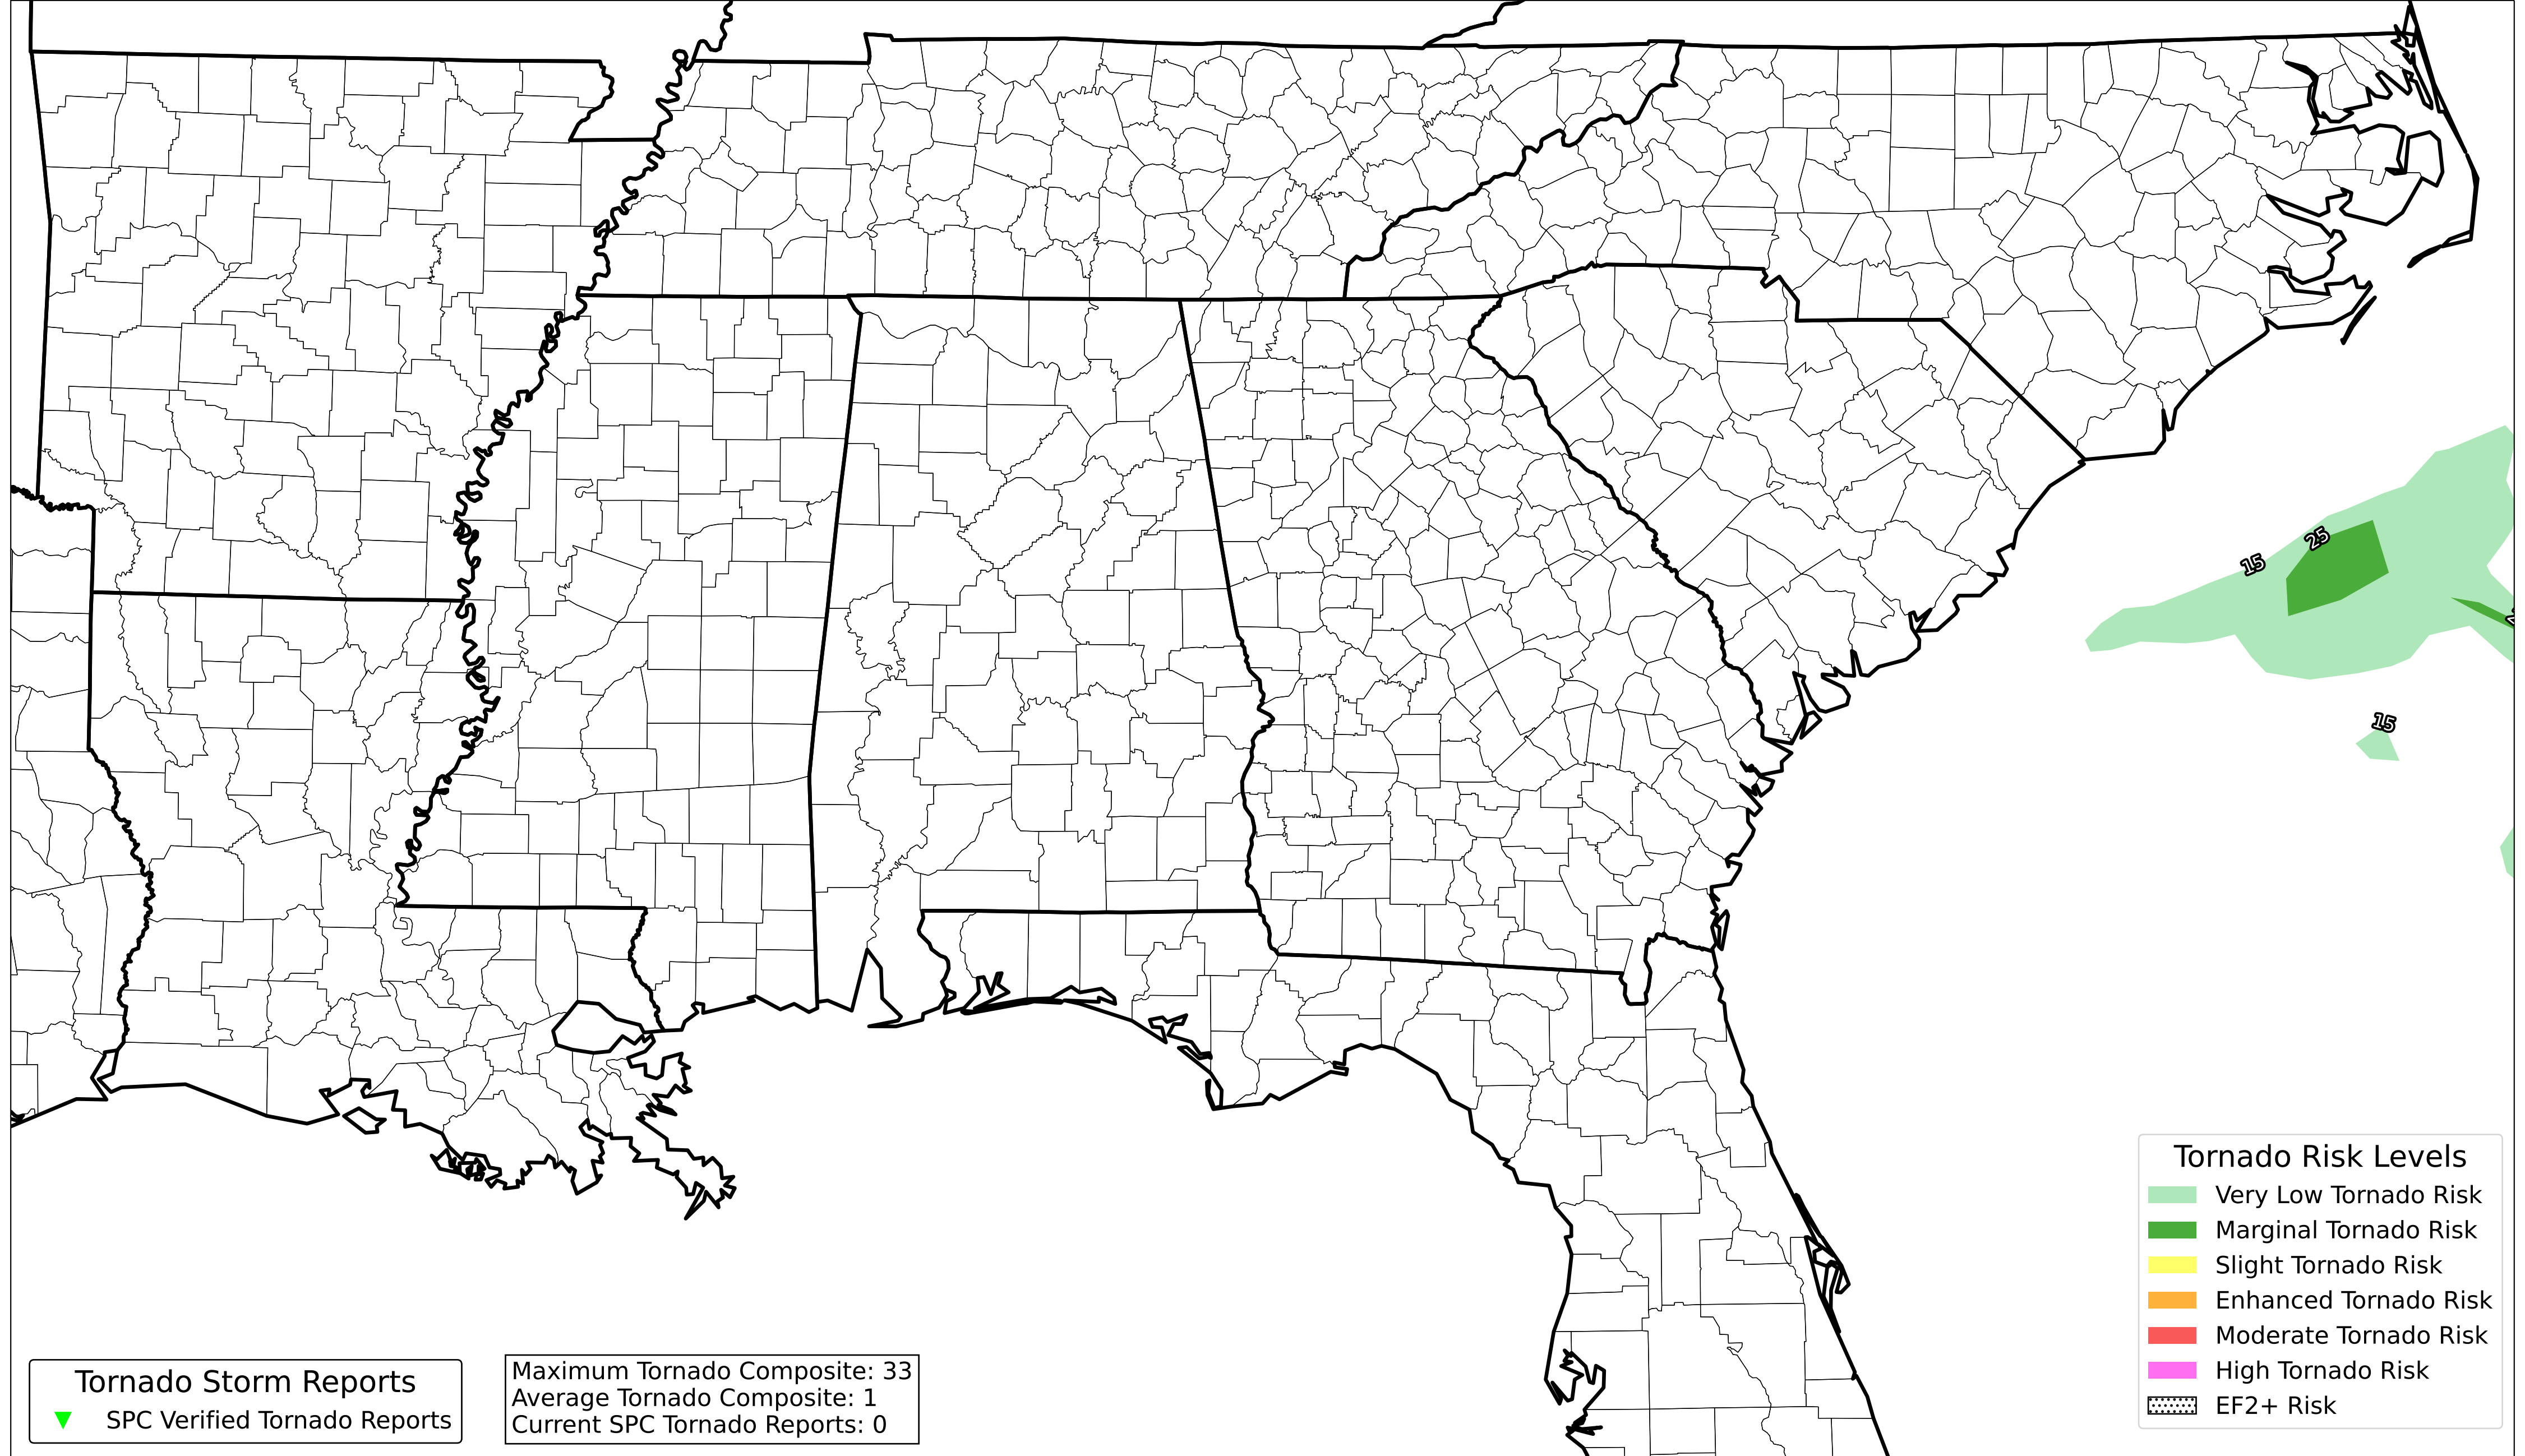 25
15
15
Tornado Risk Levels
Very Low Tornado Risk
Marginal Tornado Risk
Slight Tornado Risk
Enhanced Tornado Risk
Moderate Tornado Risk
High Tornado Risk
EF2+ Risk
Tornado Storm Reports
SPC Verified Tornado Reports
Maximum Tornado Composite: 33
Average Tornado Composite: 1
Current SPC Tornado Reports: 0